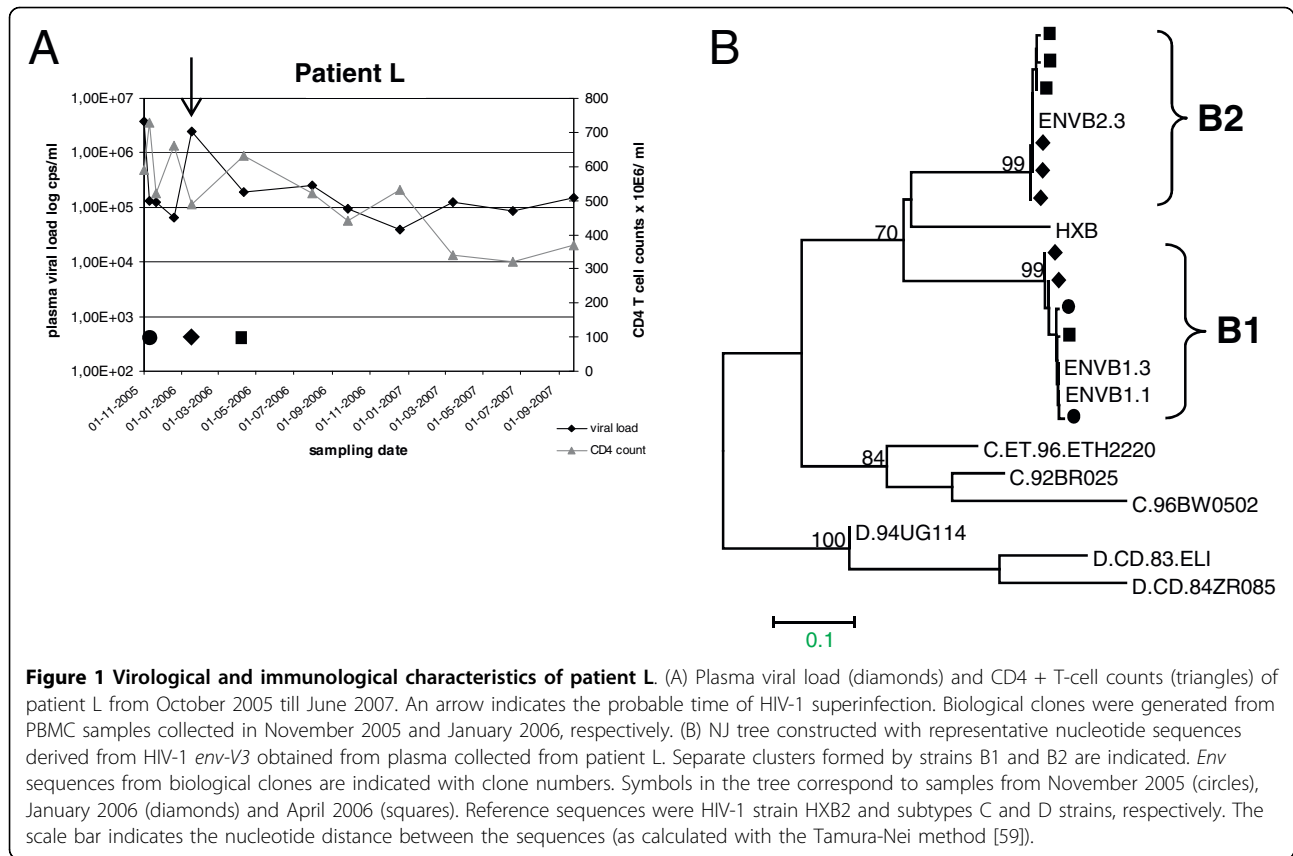 A
Patient L
1,00E+07
1,00E+06
1,00E+05
1,00E+04
1,00E+03
1,00E+02
plasma viral load log cps/ml
800
700
600
500
400
300
200
100
0
CD4 T cell counts x 10E6/ ml
01-11-2005
01-01-2006
01-03-2006
01-05-2006
01-07-2006
01-09-2006
01-11-2006
01-01-2007
01-03-2007
01-05-2007
01-07-2007
01-09-2007
sampling date
viral load
CD4 count
B
ENVB2.3
99
B2
70
HXB
99
B1
ENVB1.3
ENVB1.1
84
C.ET.96.ETH2220
C.92BR025
C.96BW0502
100
D.94UG114
D.CD.83.ELI
D.CD.84ZR085
0.1
Figure 1 Virological and immunological characteristics of patient L. (A) Plasma viral load (diamonds) and CD4 + T-cell counts (triangles) of
patient L from October 2005 till June 2007. An arrow indicates the probable time of HIV-1 superinfection. Biological clones were generated from
PBMC samples collected in November 2005 and January 2006, respectively. (B) NJ tree constructed with representative nucleotide sequences
derived from HIV-1 env-V3 obtained from plasma collected from patient L. Separate clusters formed by strains B1 and B2 are indicated. Env
sequences from biological clones are indicated with clone numbers. Symbols in the tree correspond to samples from November 2005 (circles),
January 2006 (diamonds) and April 2006 (squares). Reference sequences were HIV-1 strain HXB2 and subtypes C and D strains, respectively. The
scale bar indicates the nucleotide distance between the sequences (as calculated with the Tamura-Nei method [59]).